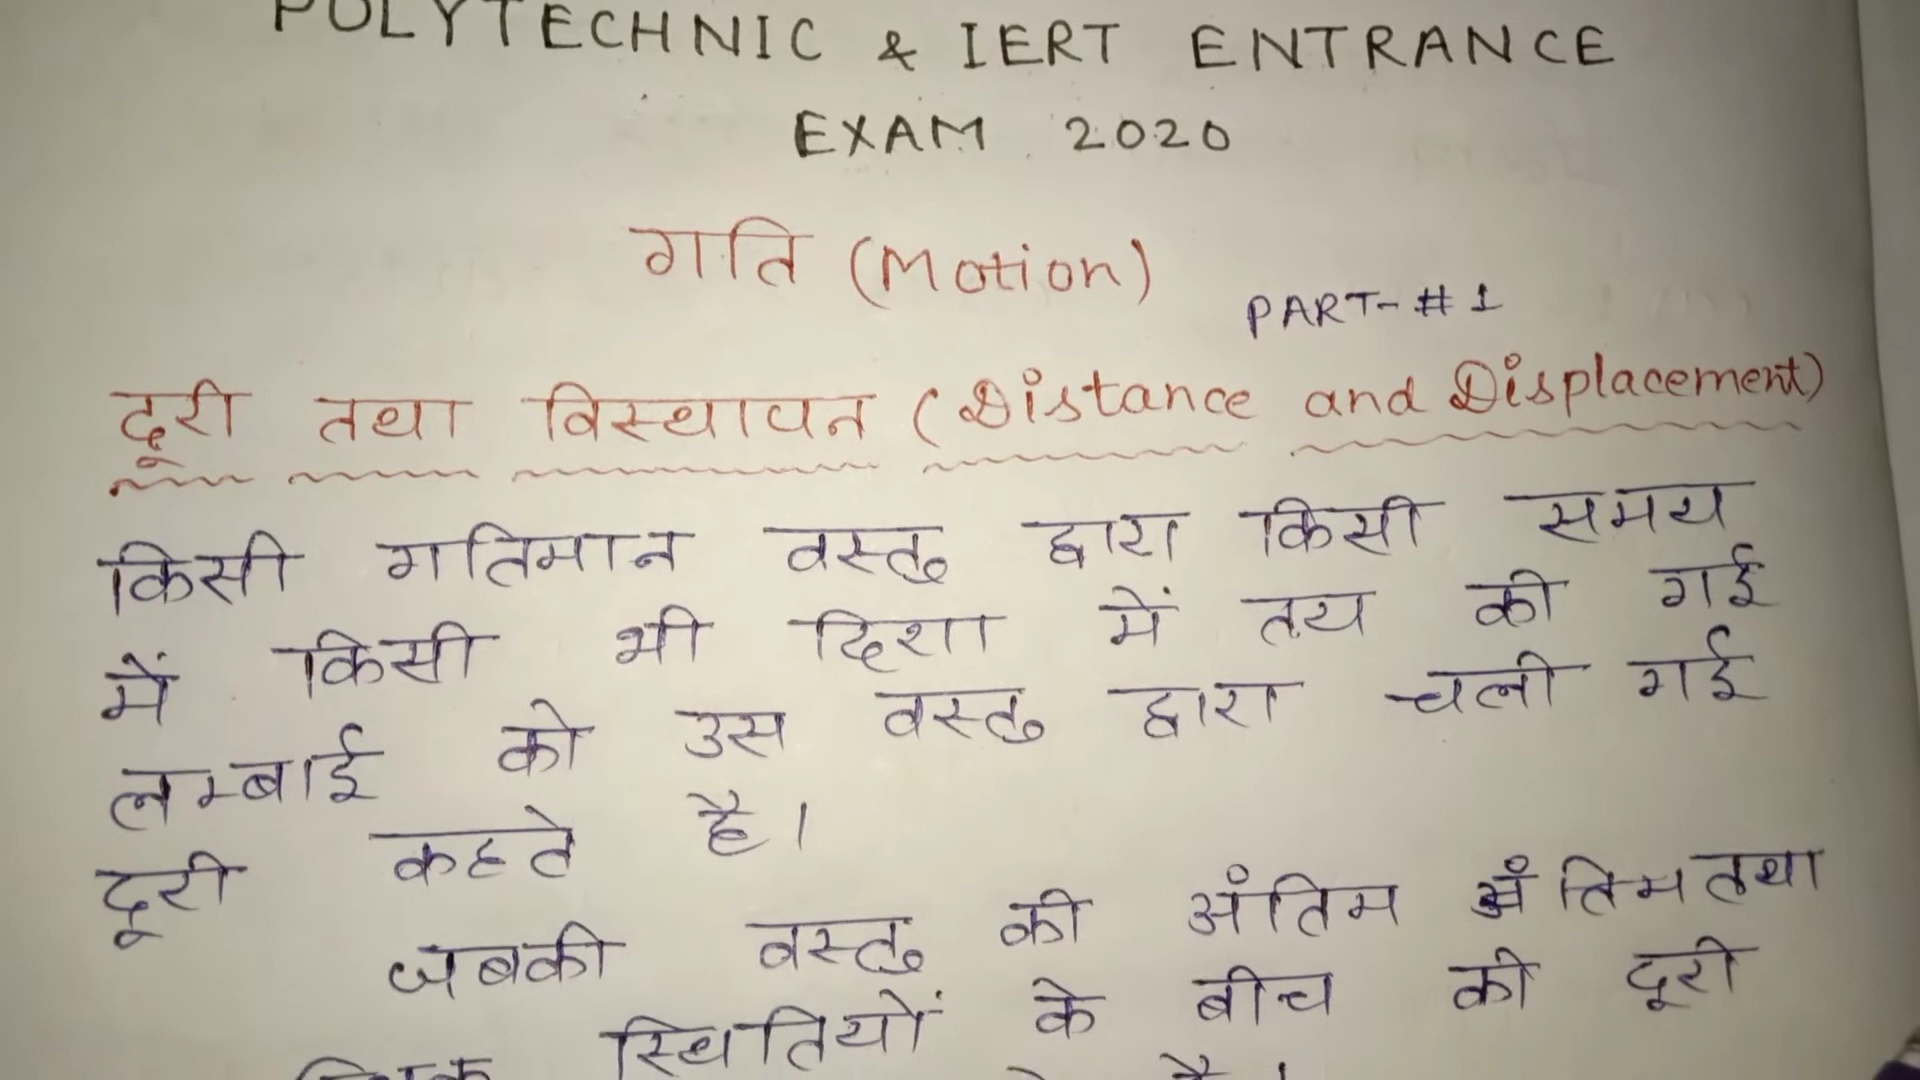 POLYTECHNIC & IERT ENTRANCE
EXAM 2020
गति (Motion)
PART-#1
दूरी तथा विस्थापन (Distance and Displacement)
किसी गतिमान वस्तु द्वारा किसी समय
में किसी भी दिशा में तय की गई
लम्बाई को उस वस्तु द्वारा चली गई
दूरी कहते है।
जबकी वस्तु की अंतिम अंतिम तथा
स्थितियों के बीच की दूरी
है।